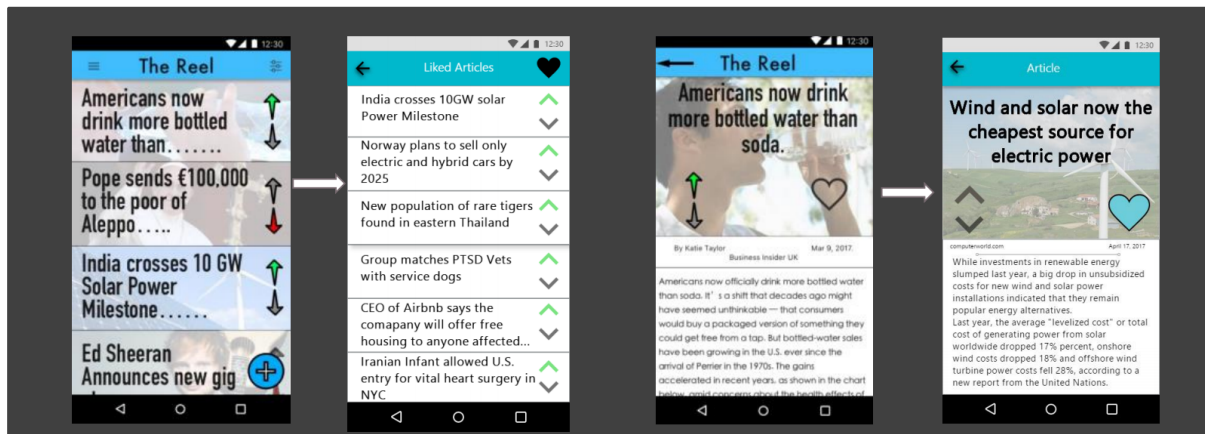 12:30
The Reel
Americans now
drink more bottled
water than.......
Pope sends €100,000
to the poor of
Aleppo.....
India crosses 10 GW
Solar Power
Milestone......
Ed Sheeran
Announces new gig
12:30
Liked Articles
India crosses 10GW solar
Power Milestone
Norway plans to sell only
electric and hybrid cars by
2025
New population of rare tigers
found in eastern Thailand
Group matches PTSD Vets
with service dogs
CEO of Airbnb says the
comapany will offer free
housing to anyone affected...
Iranian Infant allowed U.S.
entry for vital heart surgery in
NYC
12:30
The Reel
Americans now drink
more bottled water than
soda.
By Katie Taylor
Mar 9, 2017.
Business Insider UK
Americans now officially drink more bottled water
than soda. It's a shift that decades ago might
have seemed unthinkable — that consumers
would buy a packaged version of something they
could get free from a tap. But bottled-water sales
have been growing in the U.S. ever since the
arrival of Perrier in the 1970s. The gains
accelerated in recent years, as shown in the chart
below, amid concerns about the health effects of
12:30
Article
Wind and solar now the
cheapest source for
electric power
computerworld.com
April 17, 2017
While investments in renewable energy
slumped last year, a big drop in unsubsidized
costs for new wind and solar power
installations indicated that they remain
popular energy alternatives.
Last year, the average "levelized cost" or total
cost of generating power from solar
worldwide dropped 17% percent, onshore
wind costs dropped 18% and offshore wind
turbine power costs fell 28%, according to a
new report from the United Nations.